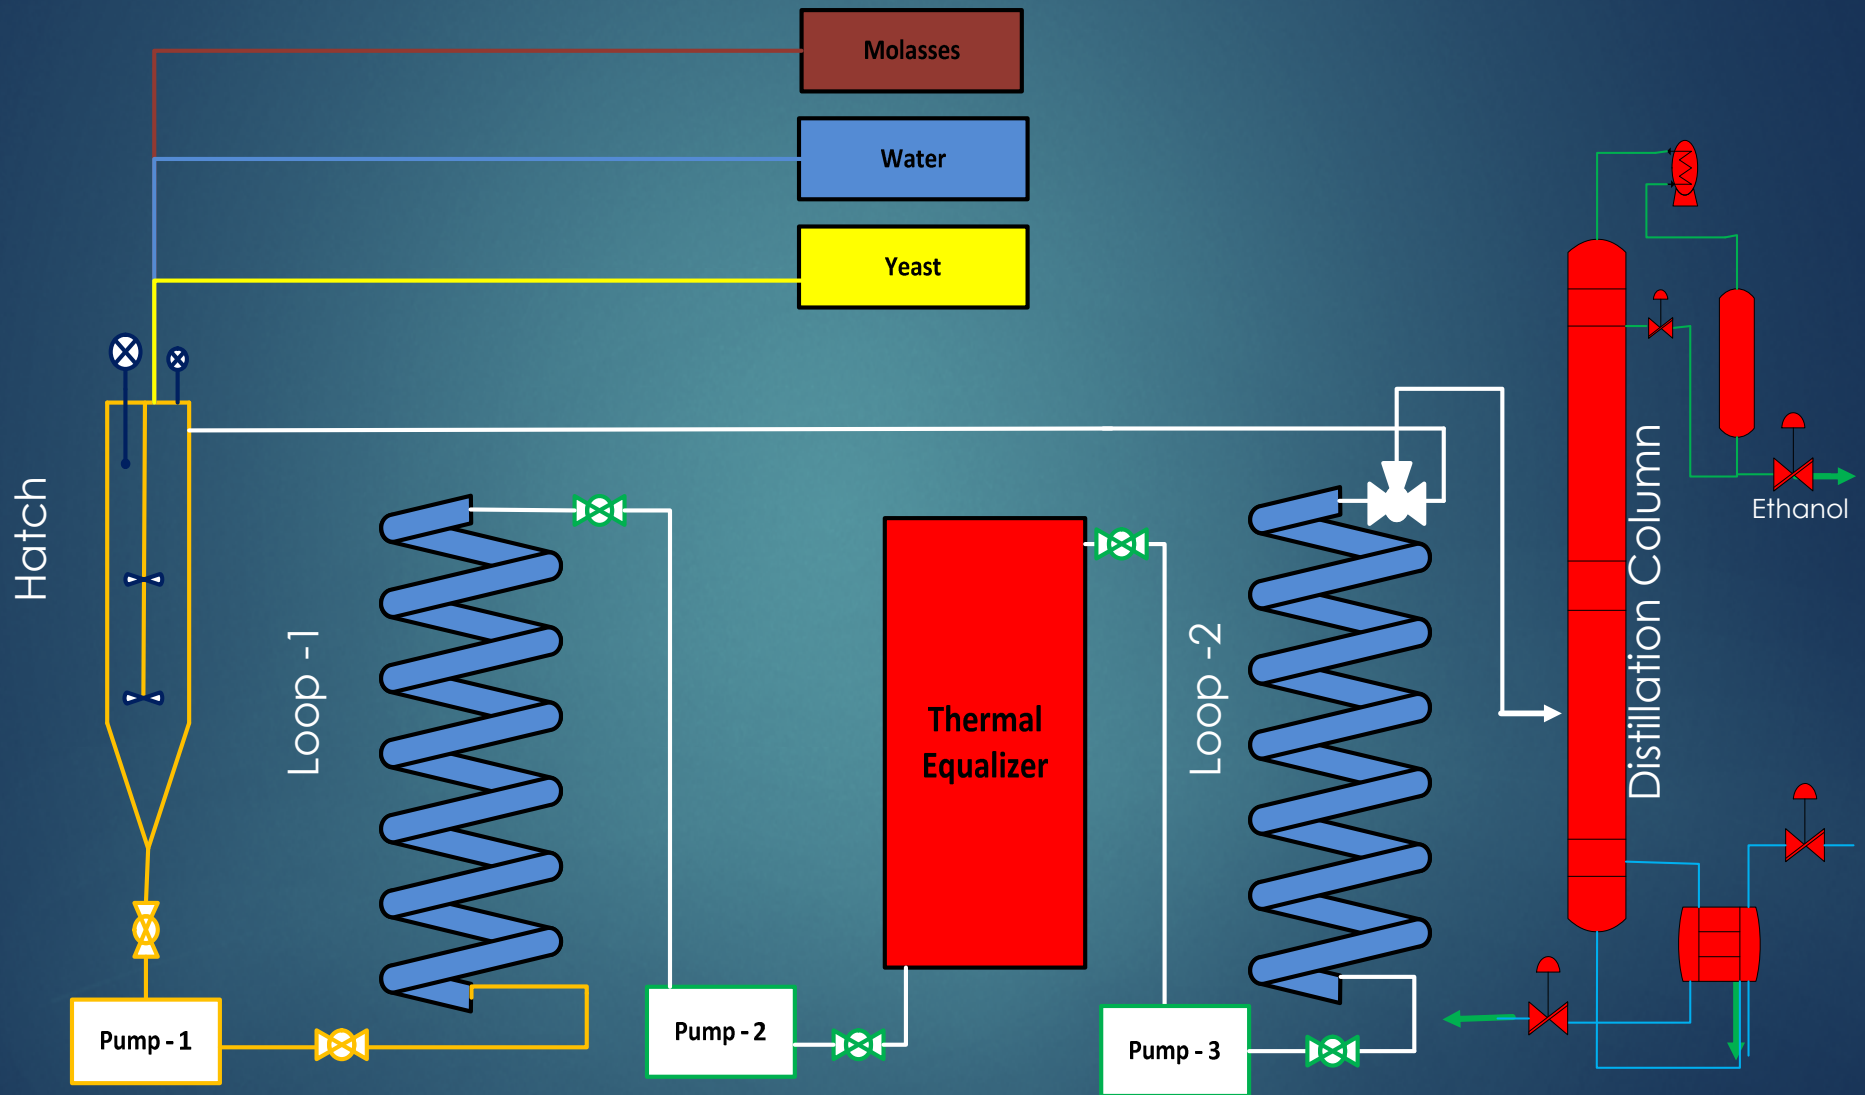 Molasses
Water
Yeast
Hatch
Loop -1
Thermal
Equalizer
Loop -2
Distillation Column
Ethanol
Pump - 1
Pump - 2
Pump - 3